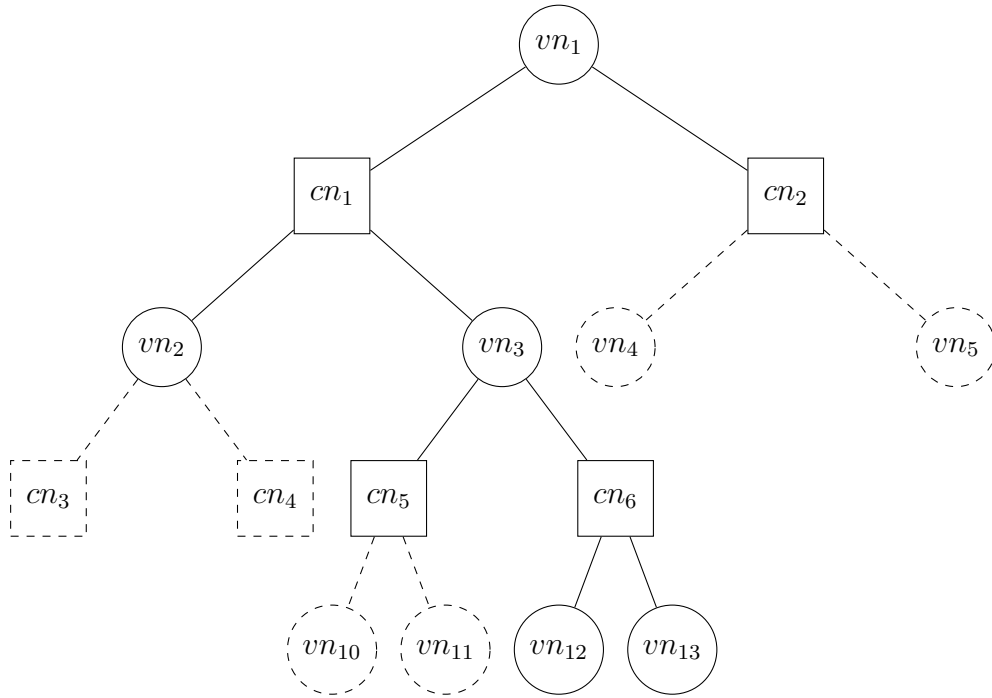 vn₁
cn₁ cn₂
vn₂ vn₃ vn₄ vn₅
cn₃ cn₄ cn₅ cn₆
vn₁₀ vn₁₁ vn₁₂ vn₁₃